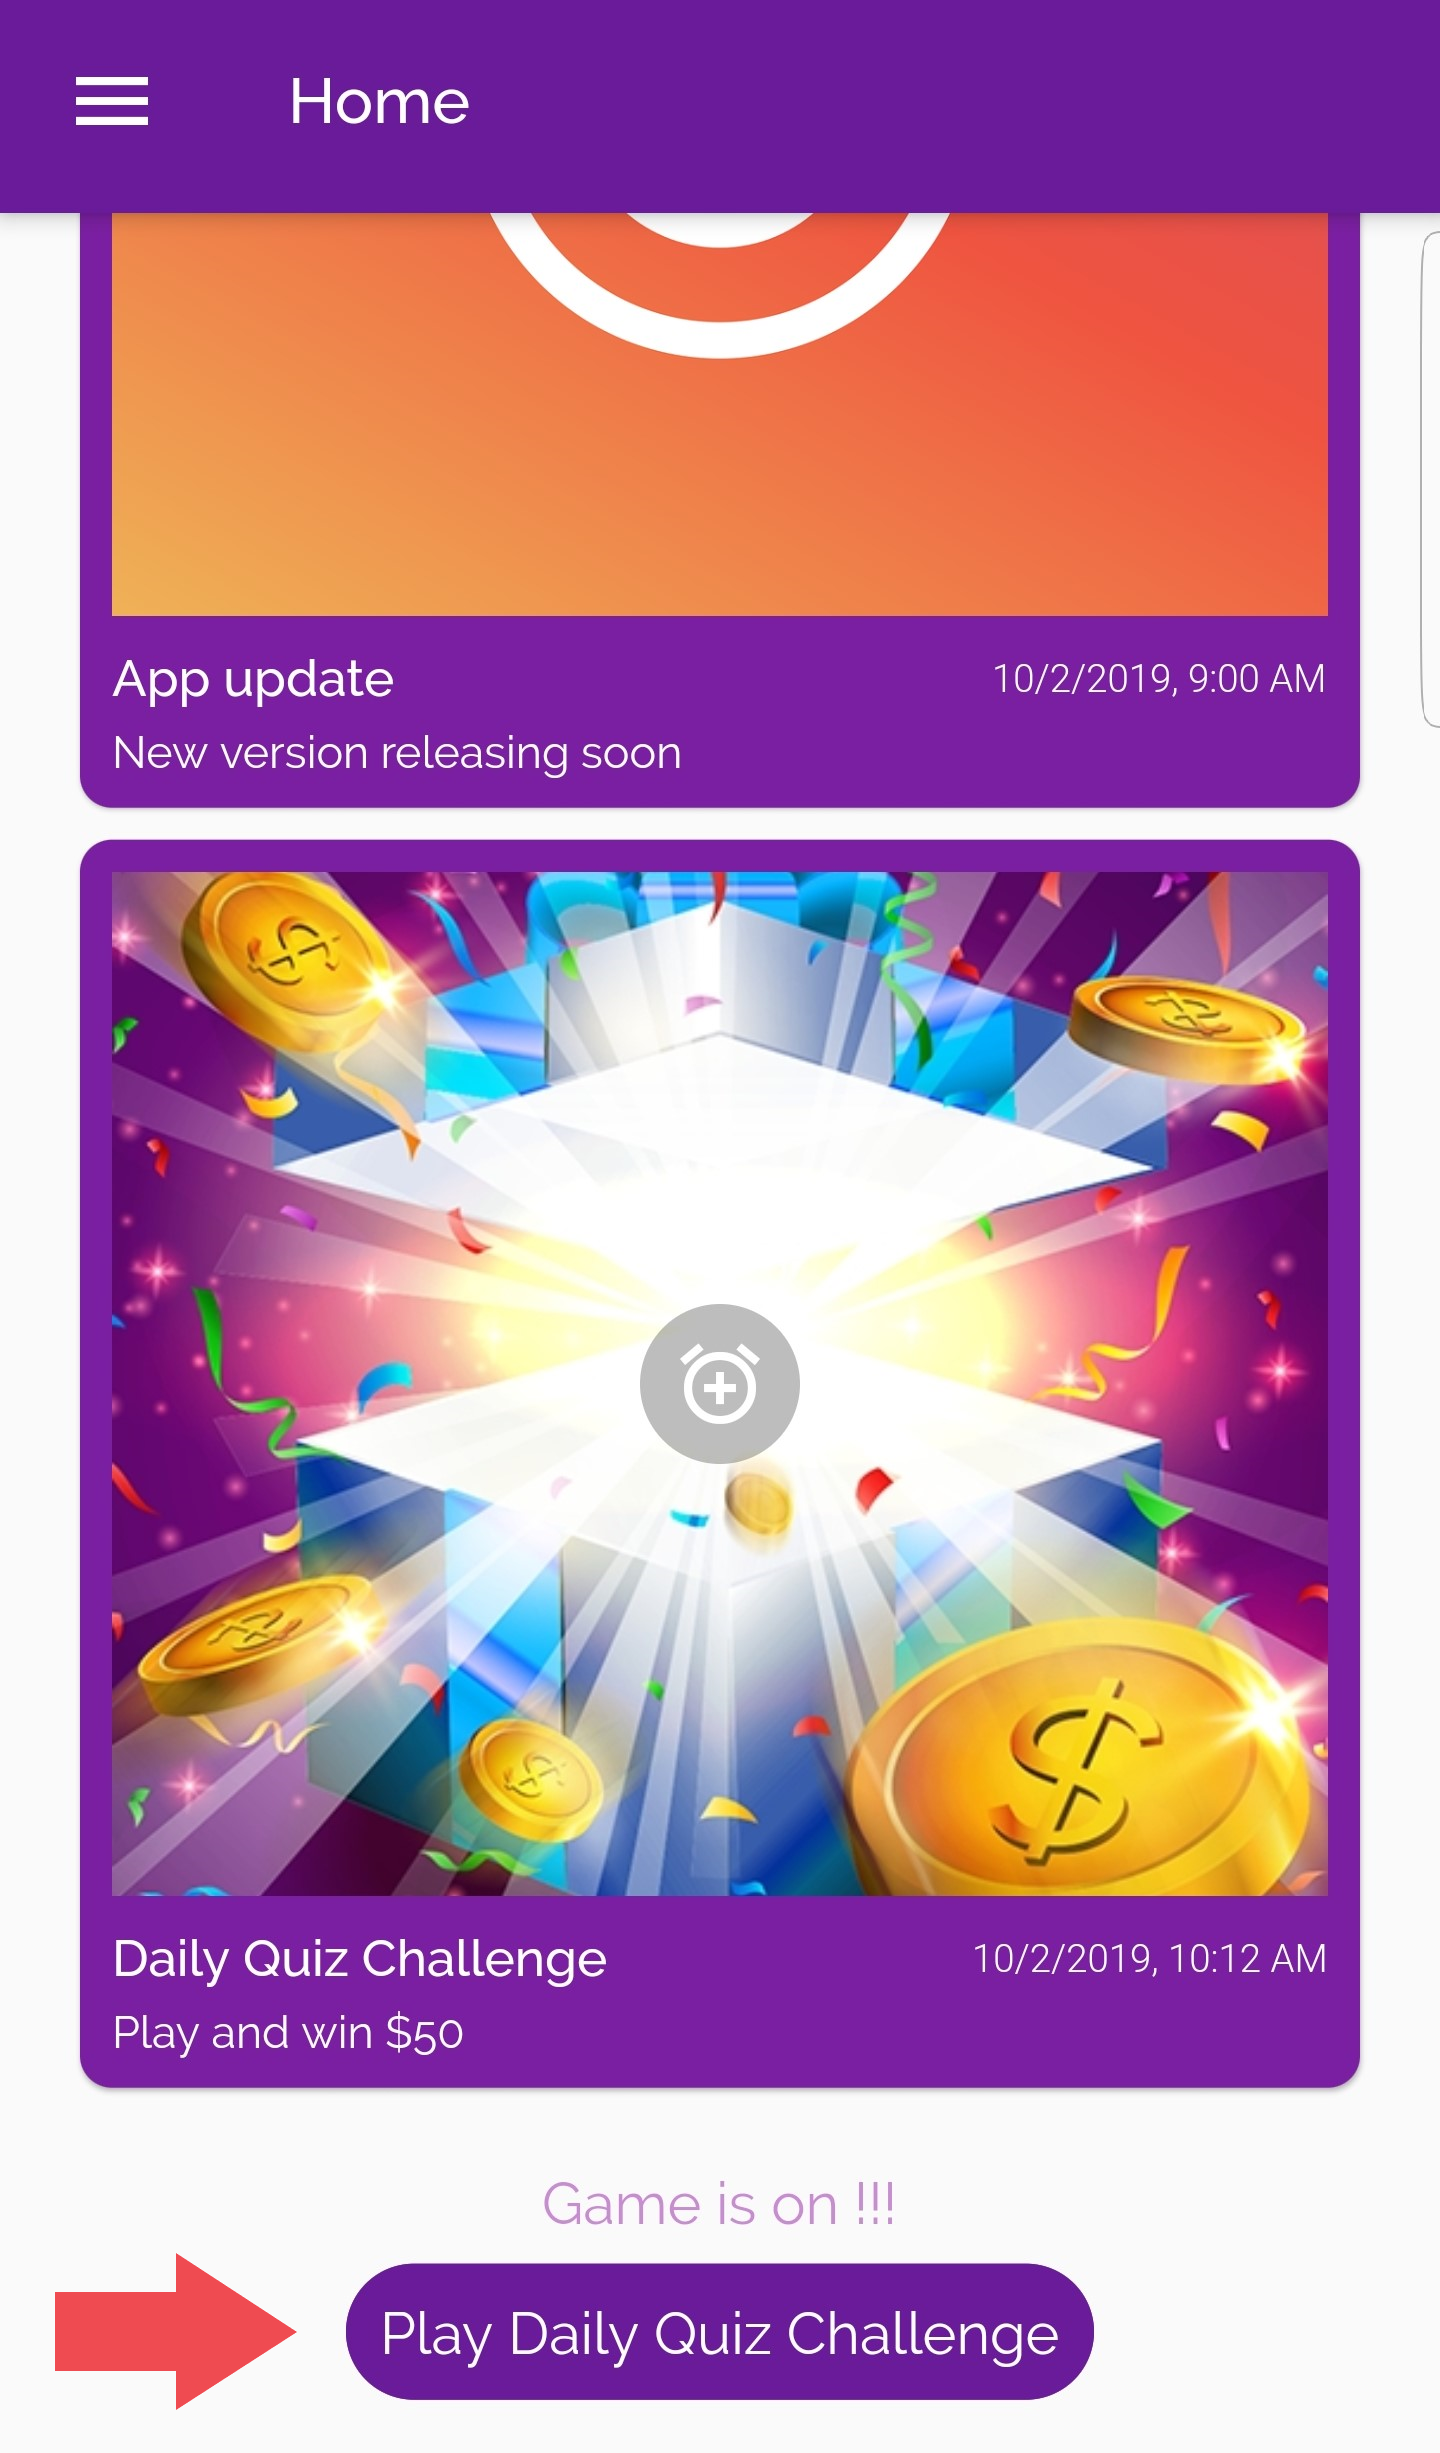 Home
App update
10/2/2019, 9:00 AM
New version releasing soon
Daily Quiz Challenge
10/2/2019, 10:12 AM
Play and win $50
Game is on !!!
Play Daily Quiz Challenge